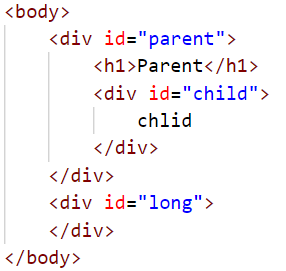 <body>
<div id="parent">
<h1>Parent</h1>
<div id="child">
chlid
</div>
</div>
<div id="long">
</div>
</body>